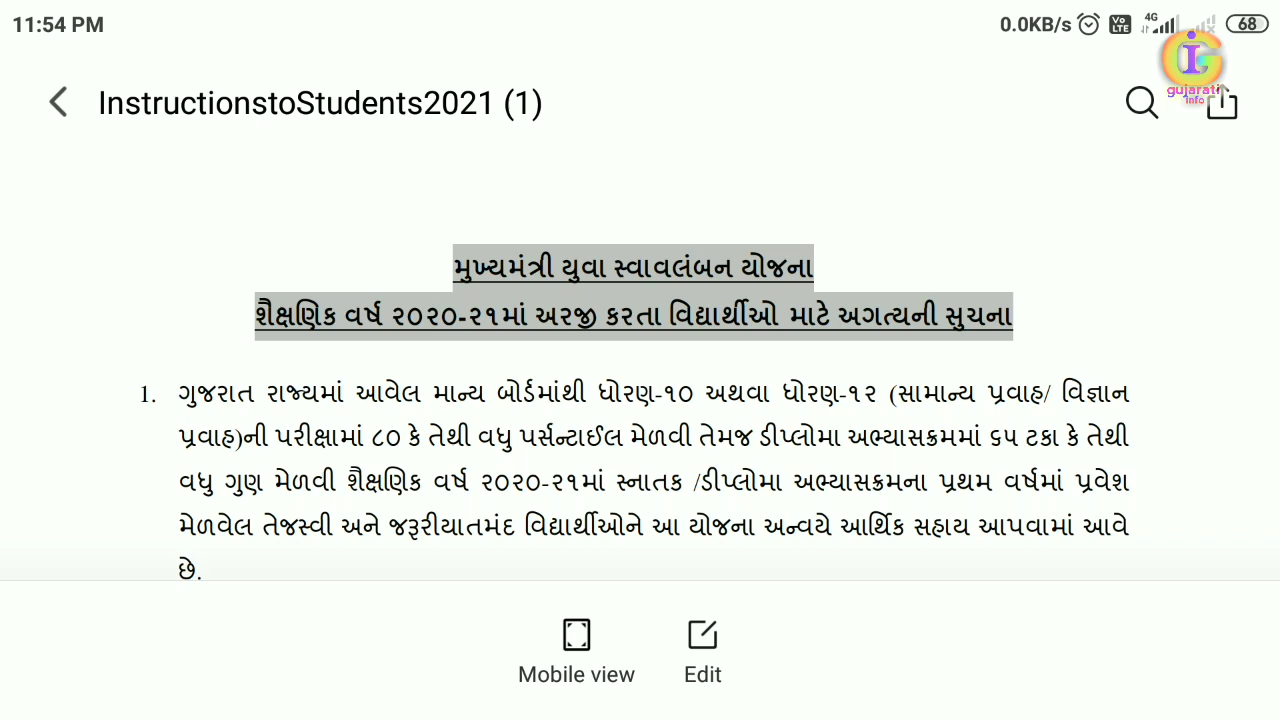 11:54 PM
0.0KB/s Vo LTE 4G 68
InstructionstoStudents2021 (1)
gujarati
info
મુખ્યમંત્રી યુવા સ્વાવલંબન યોજના
શૈક્ષણિક વર્ષ ૨૦૨૦-૨૧માં અરજી કરતા વિદ્યાર્થીઓ માટે અગત્યની સુચના
1. ગુજરાત રાજ્યમાં આવેલ માન્ય બોર્ડમાંથી ધોરણ-૧૦ અથવા ધોરણ-૧૨ (સામાન્ય પ્રવાહ/ વિજ્ઞાન
પ્રવાહ)ની પરીક્ષામાં ૮૦ કે તેથી વધુ પર્સન્ટાઈલ મેળવી તેમજ ડીપ્લોમા અભ્યાસક્રમમાં ૬૫ ટકા કે તેથી
વધુ ગુણ મેળવી શૈક્ષણિક વર્ષ ૨૦૨૦-૨૧માં સ્નાતક /ડીપ્લોમા અભ્યાસક્રમના પ્રથમ વર્ષમાં પ્રવેશ
મેળવેલ તેજસ્વી અને જરૂરીયાતમંદ વિદ્યાર્થીઓને આ યોજના અન્વયે આર્થિક સહાય આપવામાં આવે
છે.
Mobile view
Edit